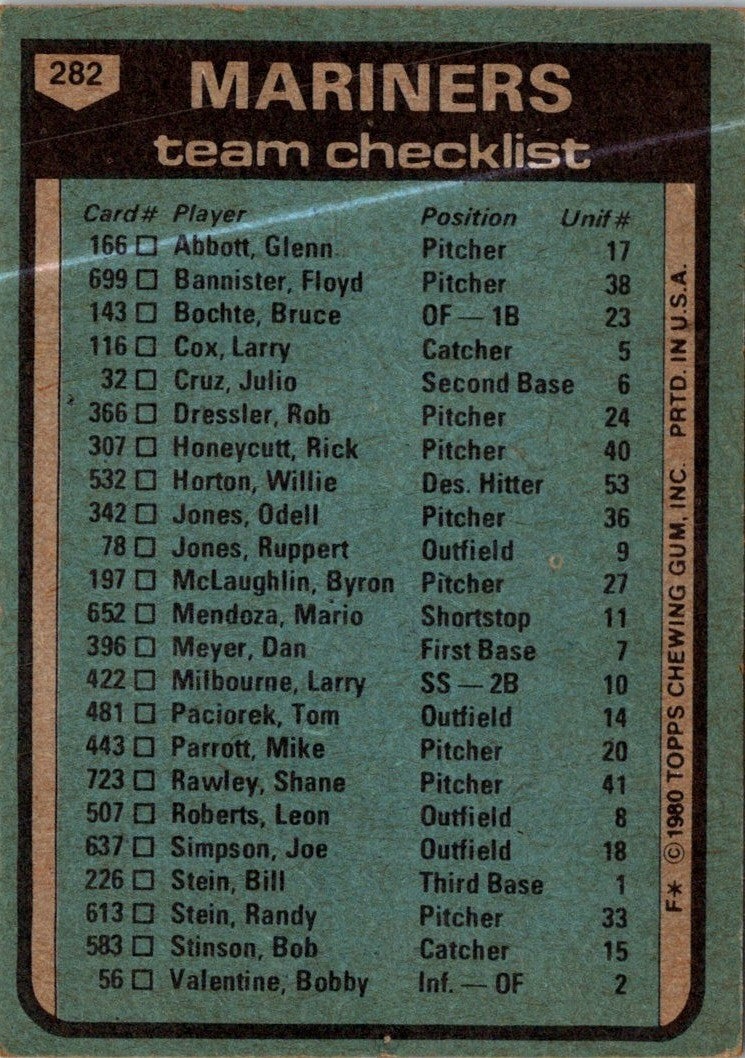 282
MARINERS
team checklist
Card# Player Position Unif#
166 □ Abbott, Glenn Pitcher 17
699 □ Bannister, Floyd Pitcher 38
143 □ Bochte, Bruce OF — 1B 23
116 □ Cox, Larry Catcher 5
32 □ Cruz, Julio Second Base 6
366 □ Dressler, Rob Pitcher 24
307 □ Honeycutt, Rick Pitcher 40
532 □ Horton, Willie Des. Hitter 53
342 □ Jones, Odell Pitcher 36
78 □ Jones, Ruppert Outfield 9
197 □ McLaughlin, Byron Pitcher 27
652 □ Mendoza, Mario Shortstop 11
396 □ Meyer, Dan First Base 7
422 □ Milbourne, Larry SS — 2B 10
481 □ Paciorek, Tom Outfield 14
443 □ Parrott, Mike Pitcher 20
723 □ Rawley, Shane Pitcher 41
507 □ Roberts, Leon Outfield 8
637 □ Simpson, Joe Outfield 18
226 □ Stein, Bill Third Base 1
613 □ Stein, Randy Pitcher 33
583 □ Stinson, Bob Catcher 15
56 □ Valentine, Bobby Inf. — OF 2
F* © 1980 TOPPS CHEWING GUM, INC. PRTD. IN U.S.A.